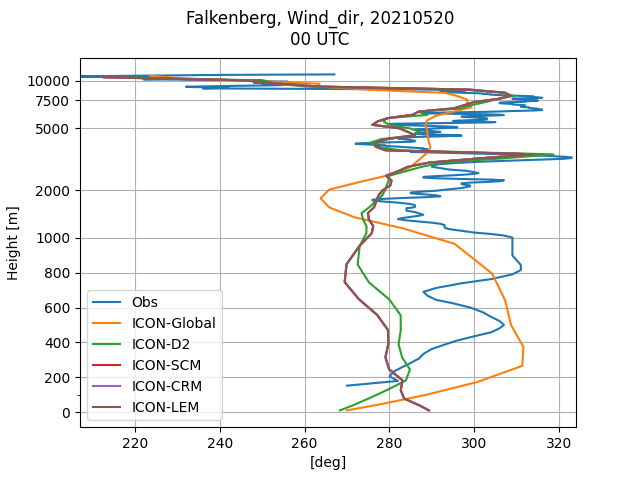 Falkenberg, Wind_dir, 20210520
00 UTC
Height [m]
10000
7500
5000
2000
1000
800
600
400
200
0
Obs
ICON-Global
ICON-D2
ICON-SCM
ICON-CRM
ICON-LEM
220
240
260
280
300
320
[deg]